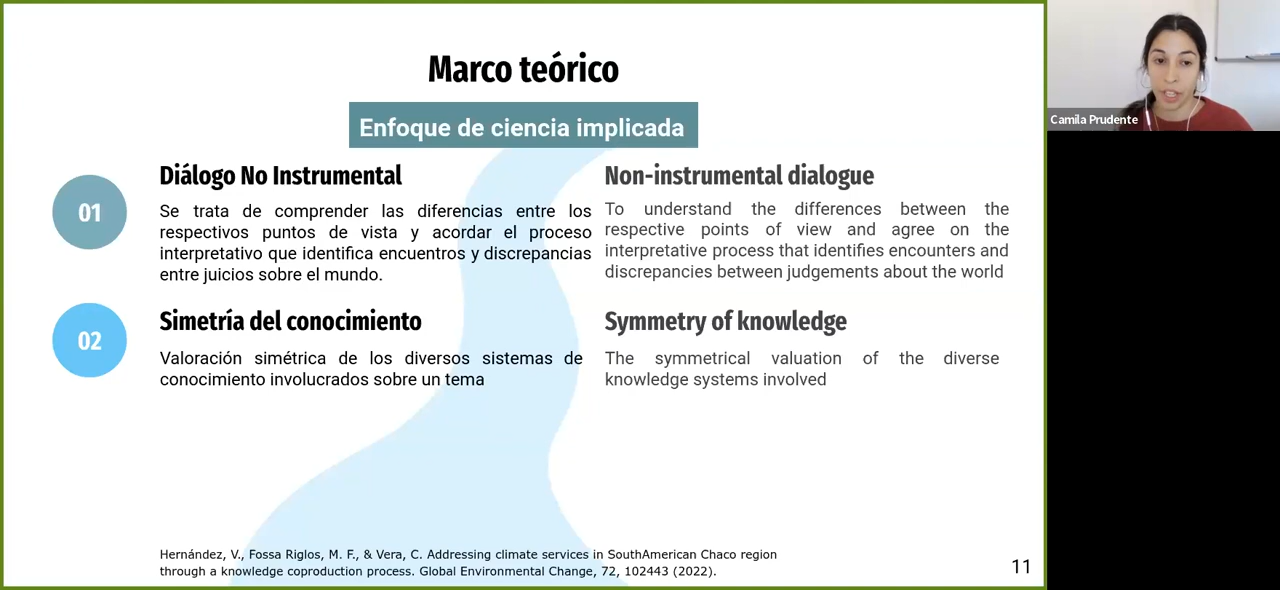 Marco teórico
Enfoque de ciencia implicada
01
Diálogo No Instrumental
Se trata de comprender las diferencias entre los
respectivos puntos de vista y acordar el proceso
interpretativo que identifica encuentros y discrepancias
entre juicios sobre el mundo.
Non-instrumental dialogue
To understand the differences between the
respective points of view and agree on the
interpretative process that identifies encounters and
discrepancies between judgements about the world
02
Simetría del conocimiento
Valoración simétrica de los diversos sistemas de
conocimiento involucrados sobre un tema
Symmetry of knowledge
The symmetrical valuation of the diverse
knowledge systems involved
Hernández, V., Fossa Riglos, M. F., & Vera, C. Addressing climate services in SouthAmerican Chaco region
through a knowledge coproduction process. Global Environmental Change, 72, 102443 (2022).
11
Camila Prudente